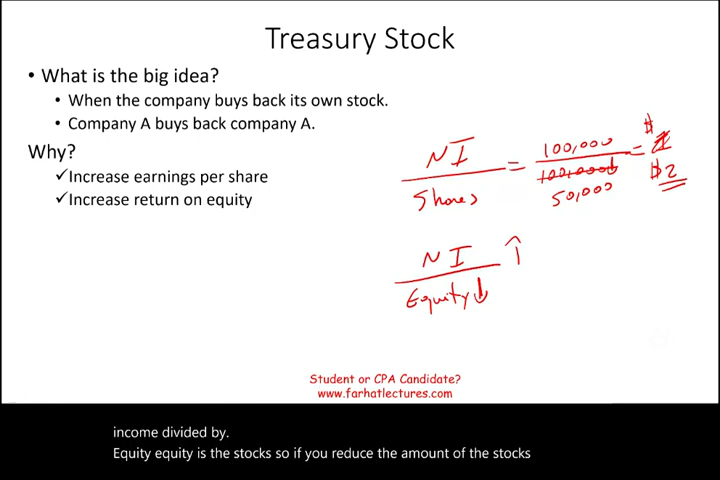 Treasury Stock
• What is the big idea?
• When the company buys back its own stock.
• Company A buys back company A.
Why?
✓Increase earnings per share
✓Increase return on equity
NI / Shares = 100,000 / 100,000 50,000 = $1 $2
NI / Equity ↓ ↑
Student or CPA Candidate?
www.farhatlectures.com
income divided by.
Equity equity is the stocks so if you reduce the amount of the stocks